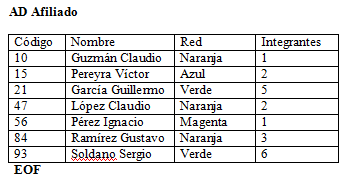 AD Afiliado
Código Nombre Red Integrantes
10 Guzmán Claudio Naranja 1
15 Pereyra Víctor Azul 2
21 García Guillermo Verde 5
47 López Claudio Naranja 2
56 Pérez Ignacio Magenta 1
84 Ramírez Gustavo Naranja 3
93 Soldano Sergio Verde 6
EOF